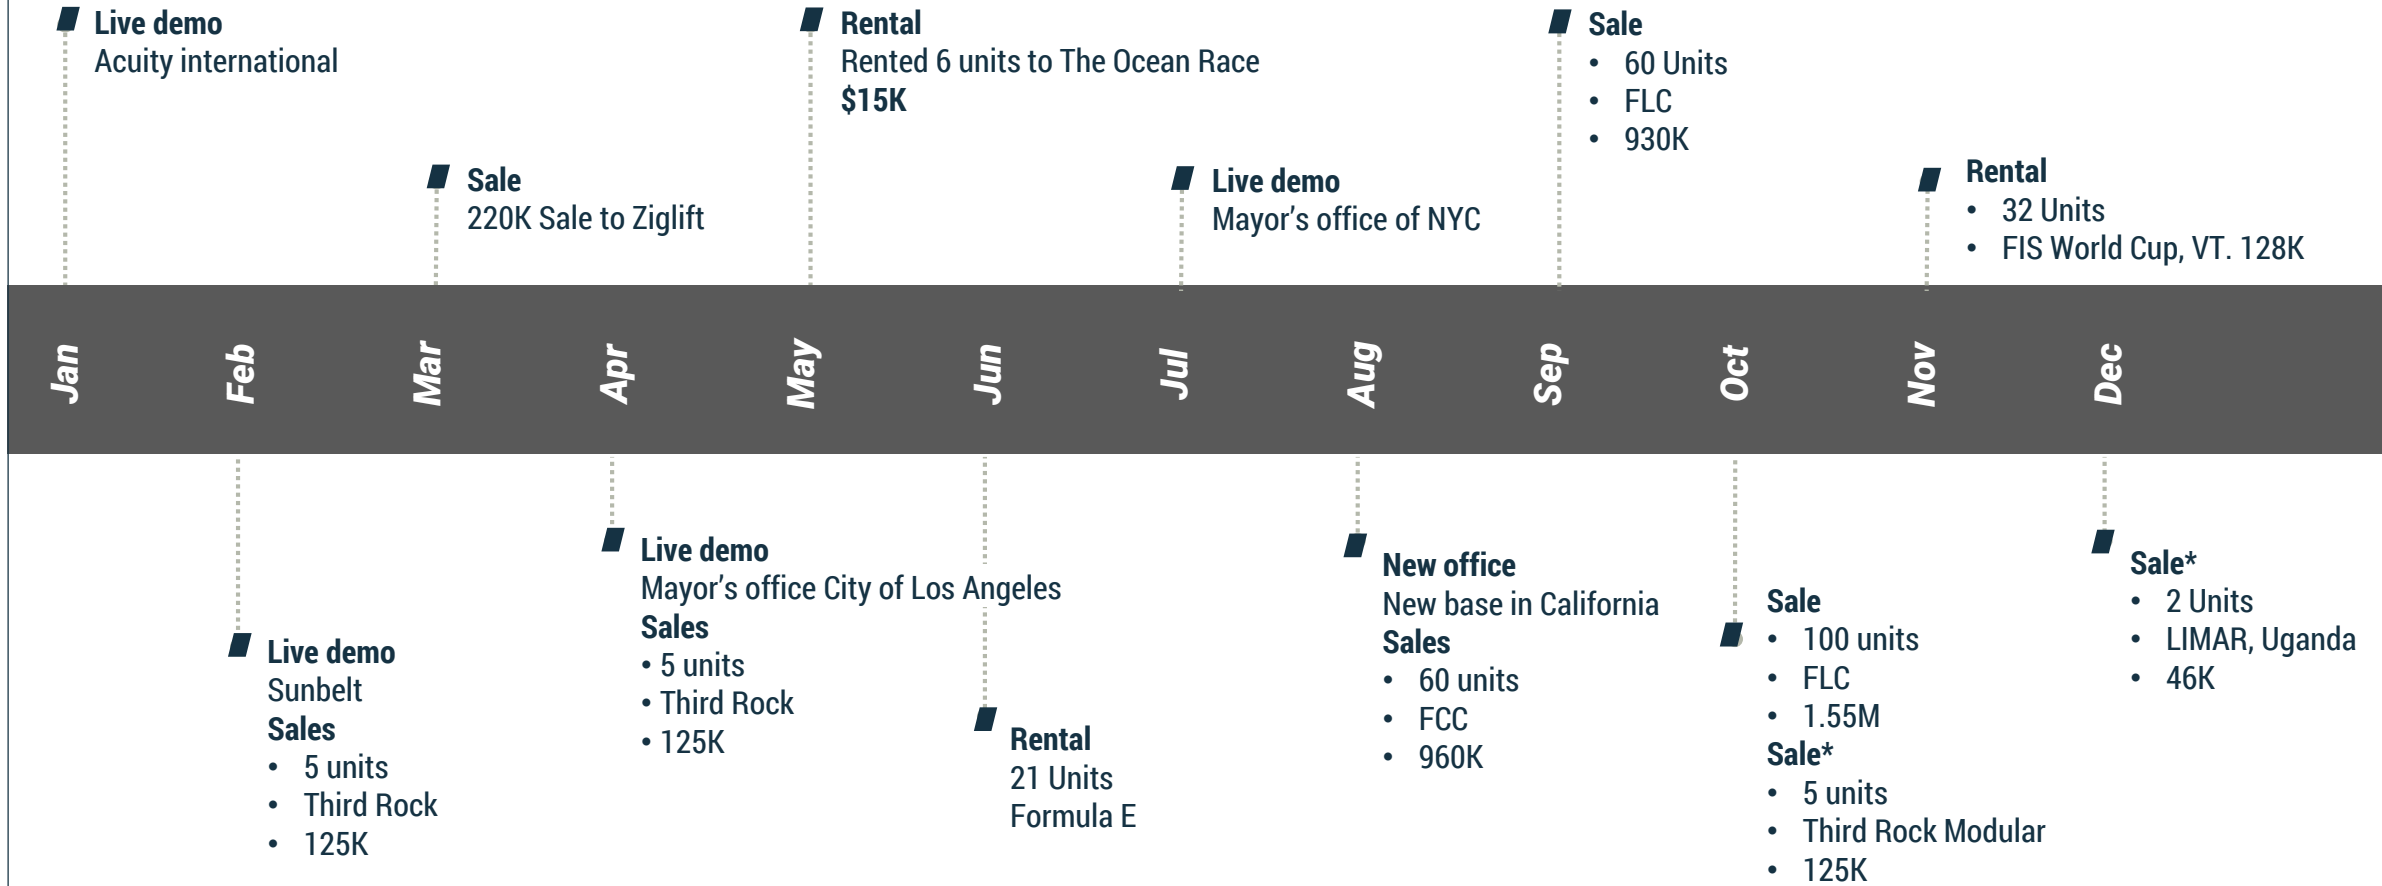 Live demo
Acuity international
Rental
Rented 6 units to The Ocean Race
$15K
Sale
• 60 Units
• FLC
• 930K
Sale
220K Sale to Ziglift
Live demo
Mayor’s office of NYC
Rental
• 32 Units
• FIS World Cup, VT. 128K
Jan
Feb
Mar
Apr
May
Jun
Jul
Aug
Sep
Oct
Nov
Dec
Live demo
Sunbelt
Sales
• 5 units
• Third Rock
• 125K
Live demo
Mayor’s office City of Los Angeles
Sales
• 5 units
• Third Rock
• 125K
Rental
21 Units
Formula E
New office
New base in California
Sales
• 60 units
• FCC
• 960K
Sale
• 100 units
• FLC
• 1.55M
Sale*
• 5 units
• Third Rock Modular
• 125K
Sale*
• 2 Units
• LIMAR, Uganda
• 46K